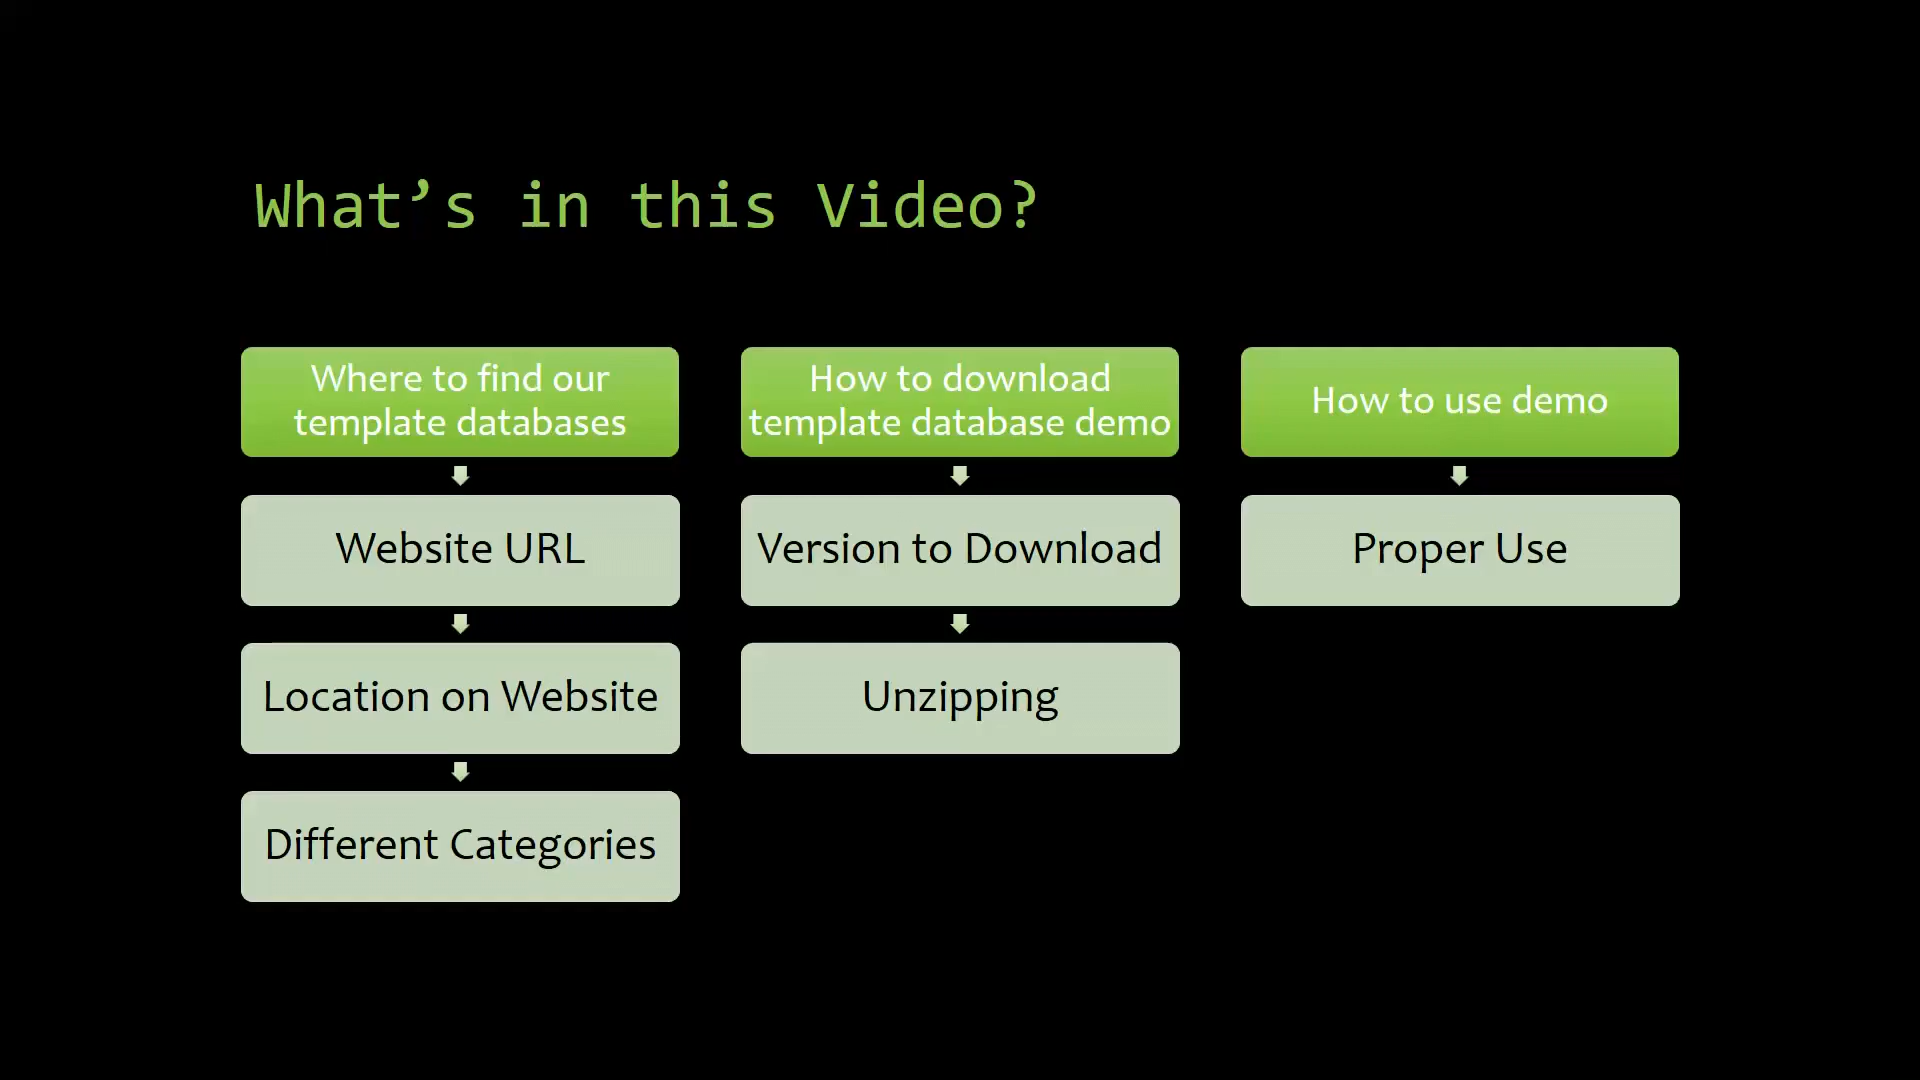 What’s in this Video?
Where to find our
template databases
Website URL
Location on Website
Different Categories
How to download
template database demo
Version to Download
Unzipping
How to use demo
Proper Use